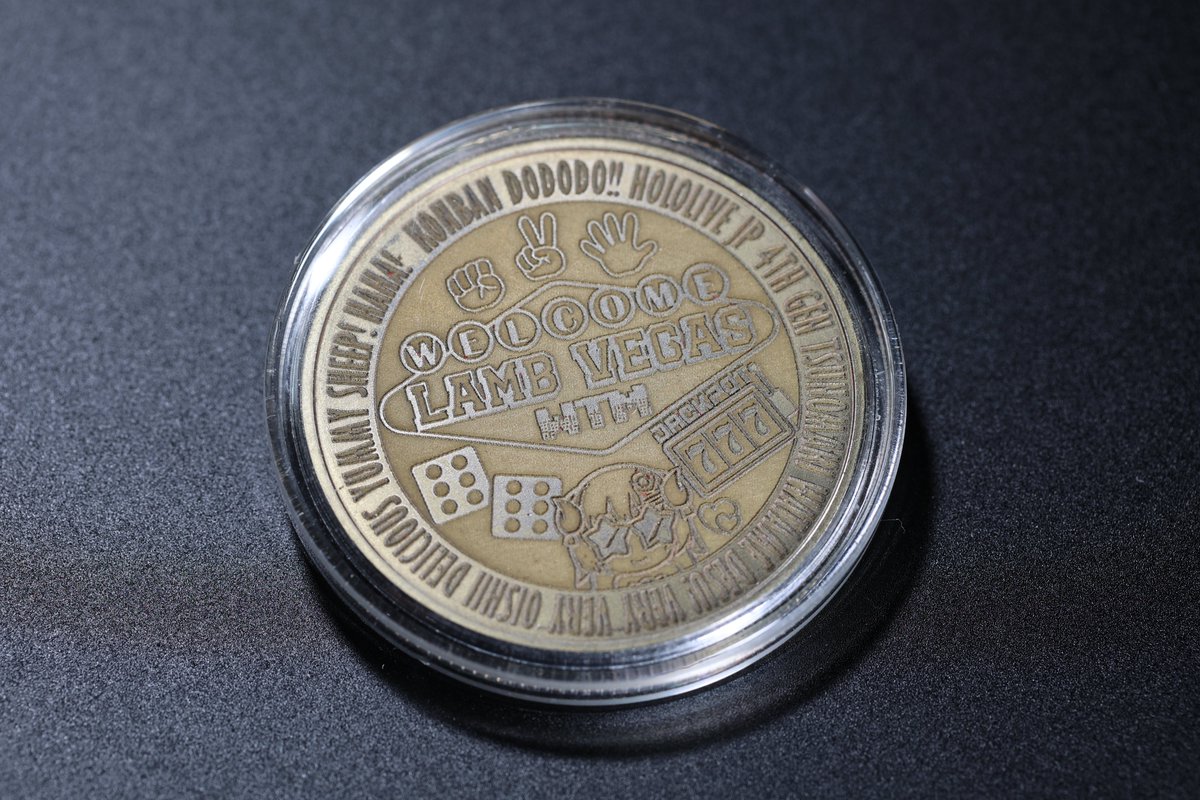 KONBAN DODODO!! HOLOLIVE JP 4TH GEN TSUNOMAKI WATAME DESU VERY VERY OISHII DELICIOUS YUMMY SHEEP! HAHA!
WELCOME
LAMB VEGAS
WTM
JACKPOT!!
777